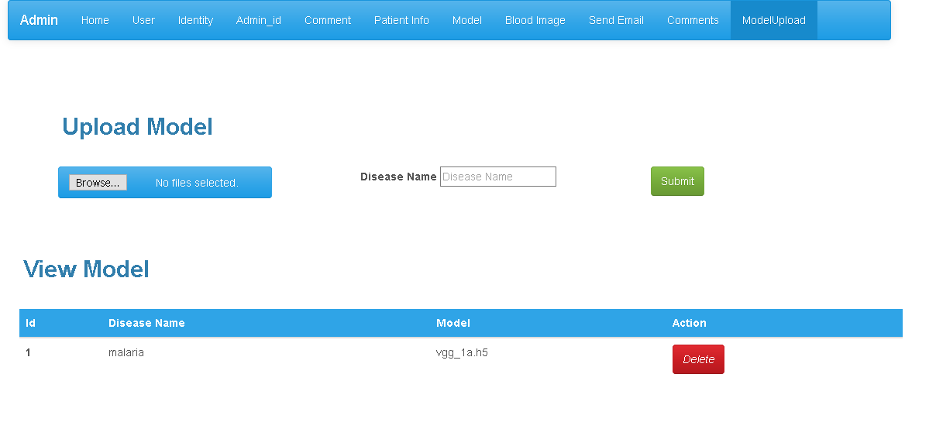 Admin Home User Identity Admin_id Comment Patient Info Model Blood Image Send Email Comments ModelUpload
Upload Model
Browse... No files selected. Disease Name Disease Name Submit
View Model
Id Disease Name Model Action
1 malaria vgg_1a.h5 Delete